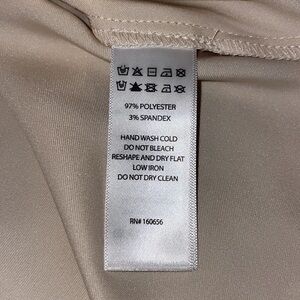 97% POLYESTER
3% SPANDEX
HAND WASH COLD
DO NOT BLEACH
RESHAPE AND DRY FLAT
LOW IRON
DO NOT DRY CLEAN
RN# 160656